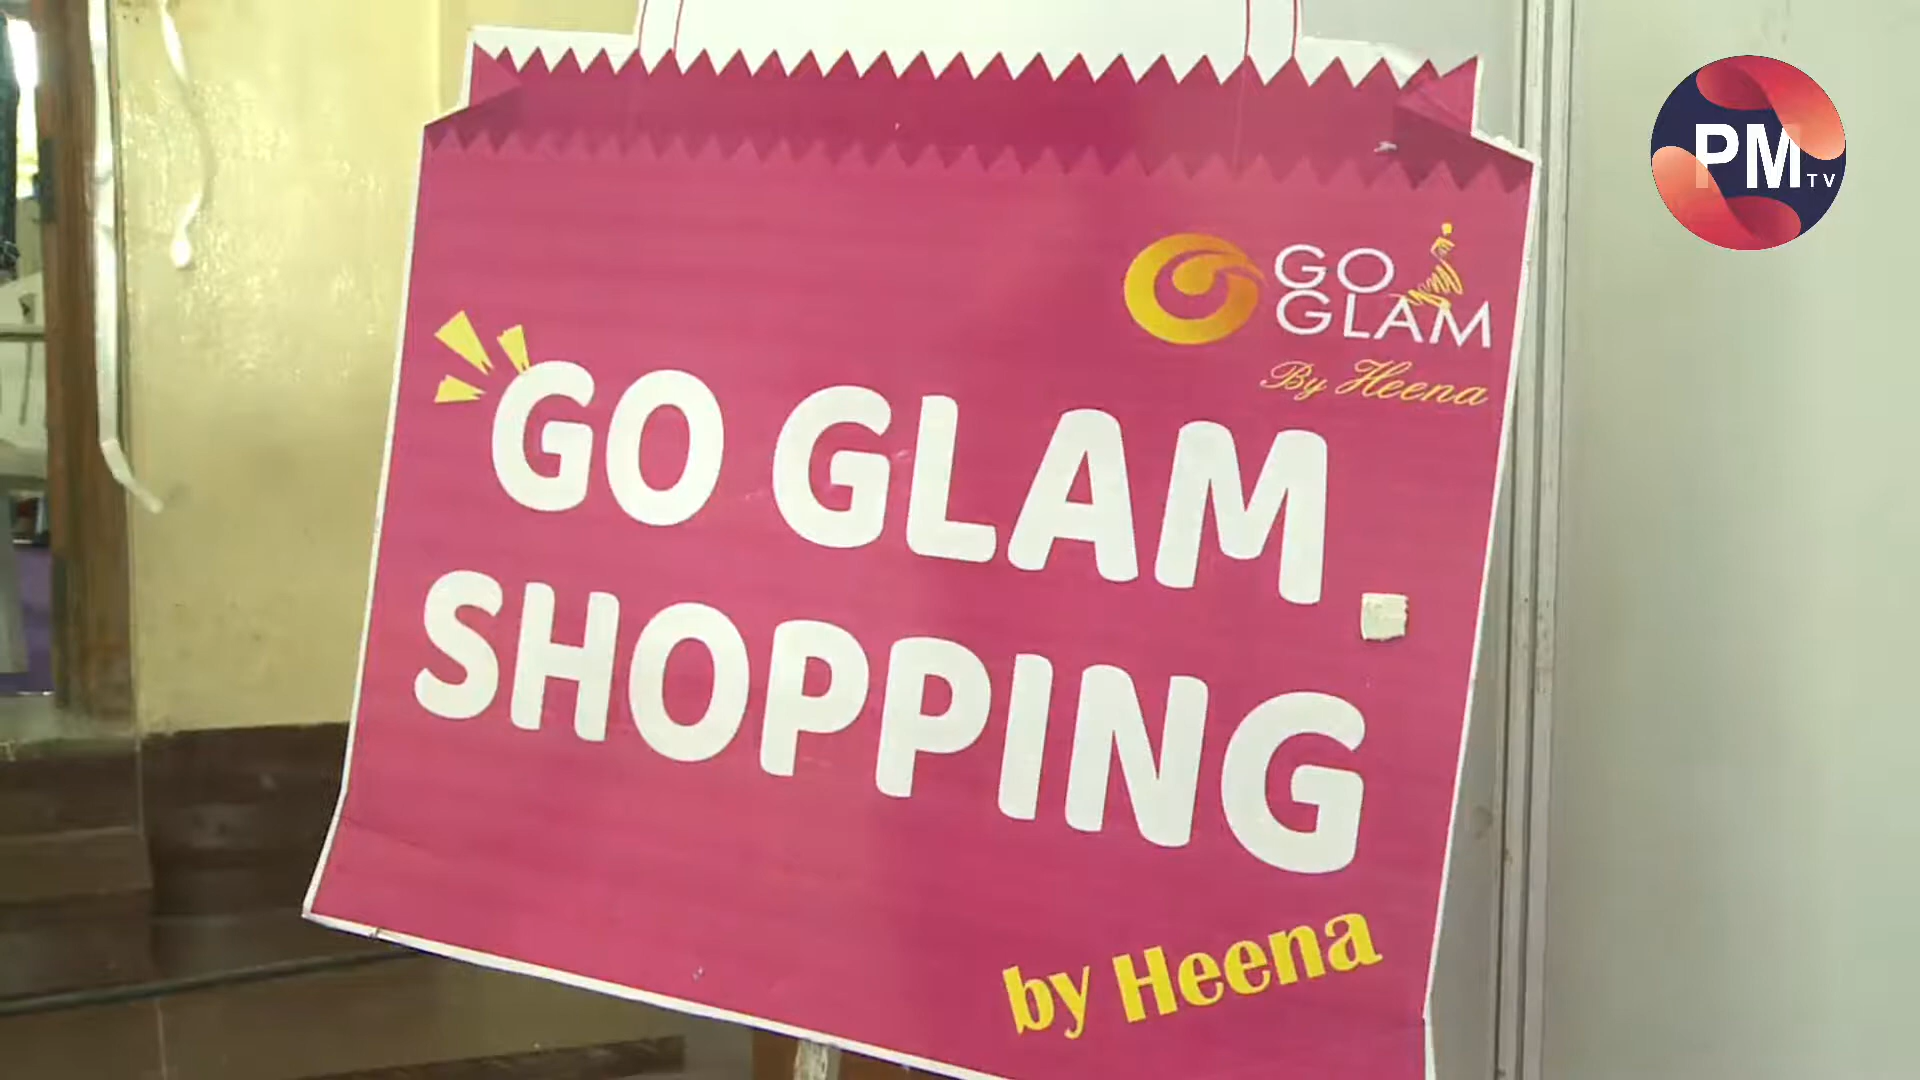 PM TV
GO
GLAM
By Heena
GO GLAM
SHOPPING
by Heena